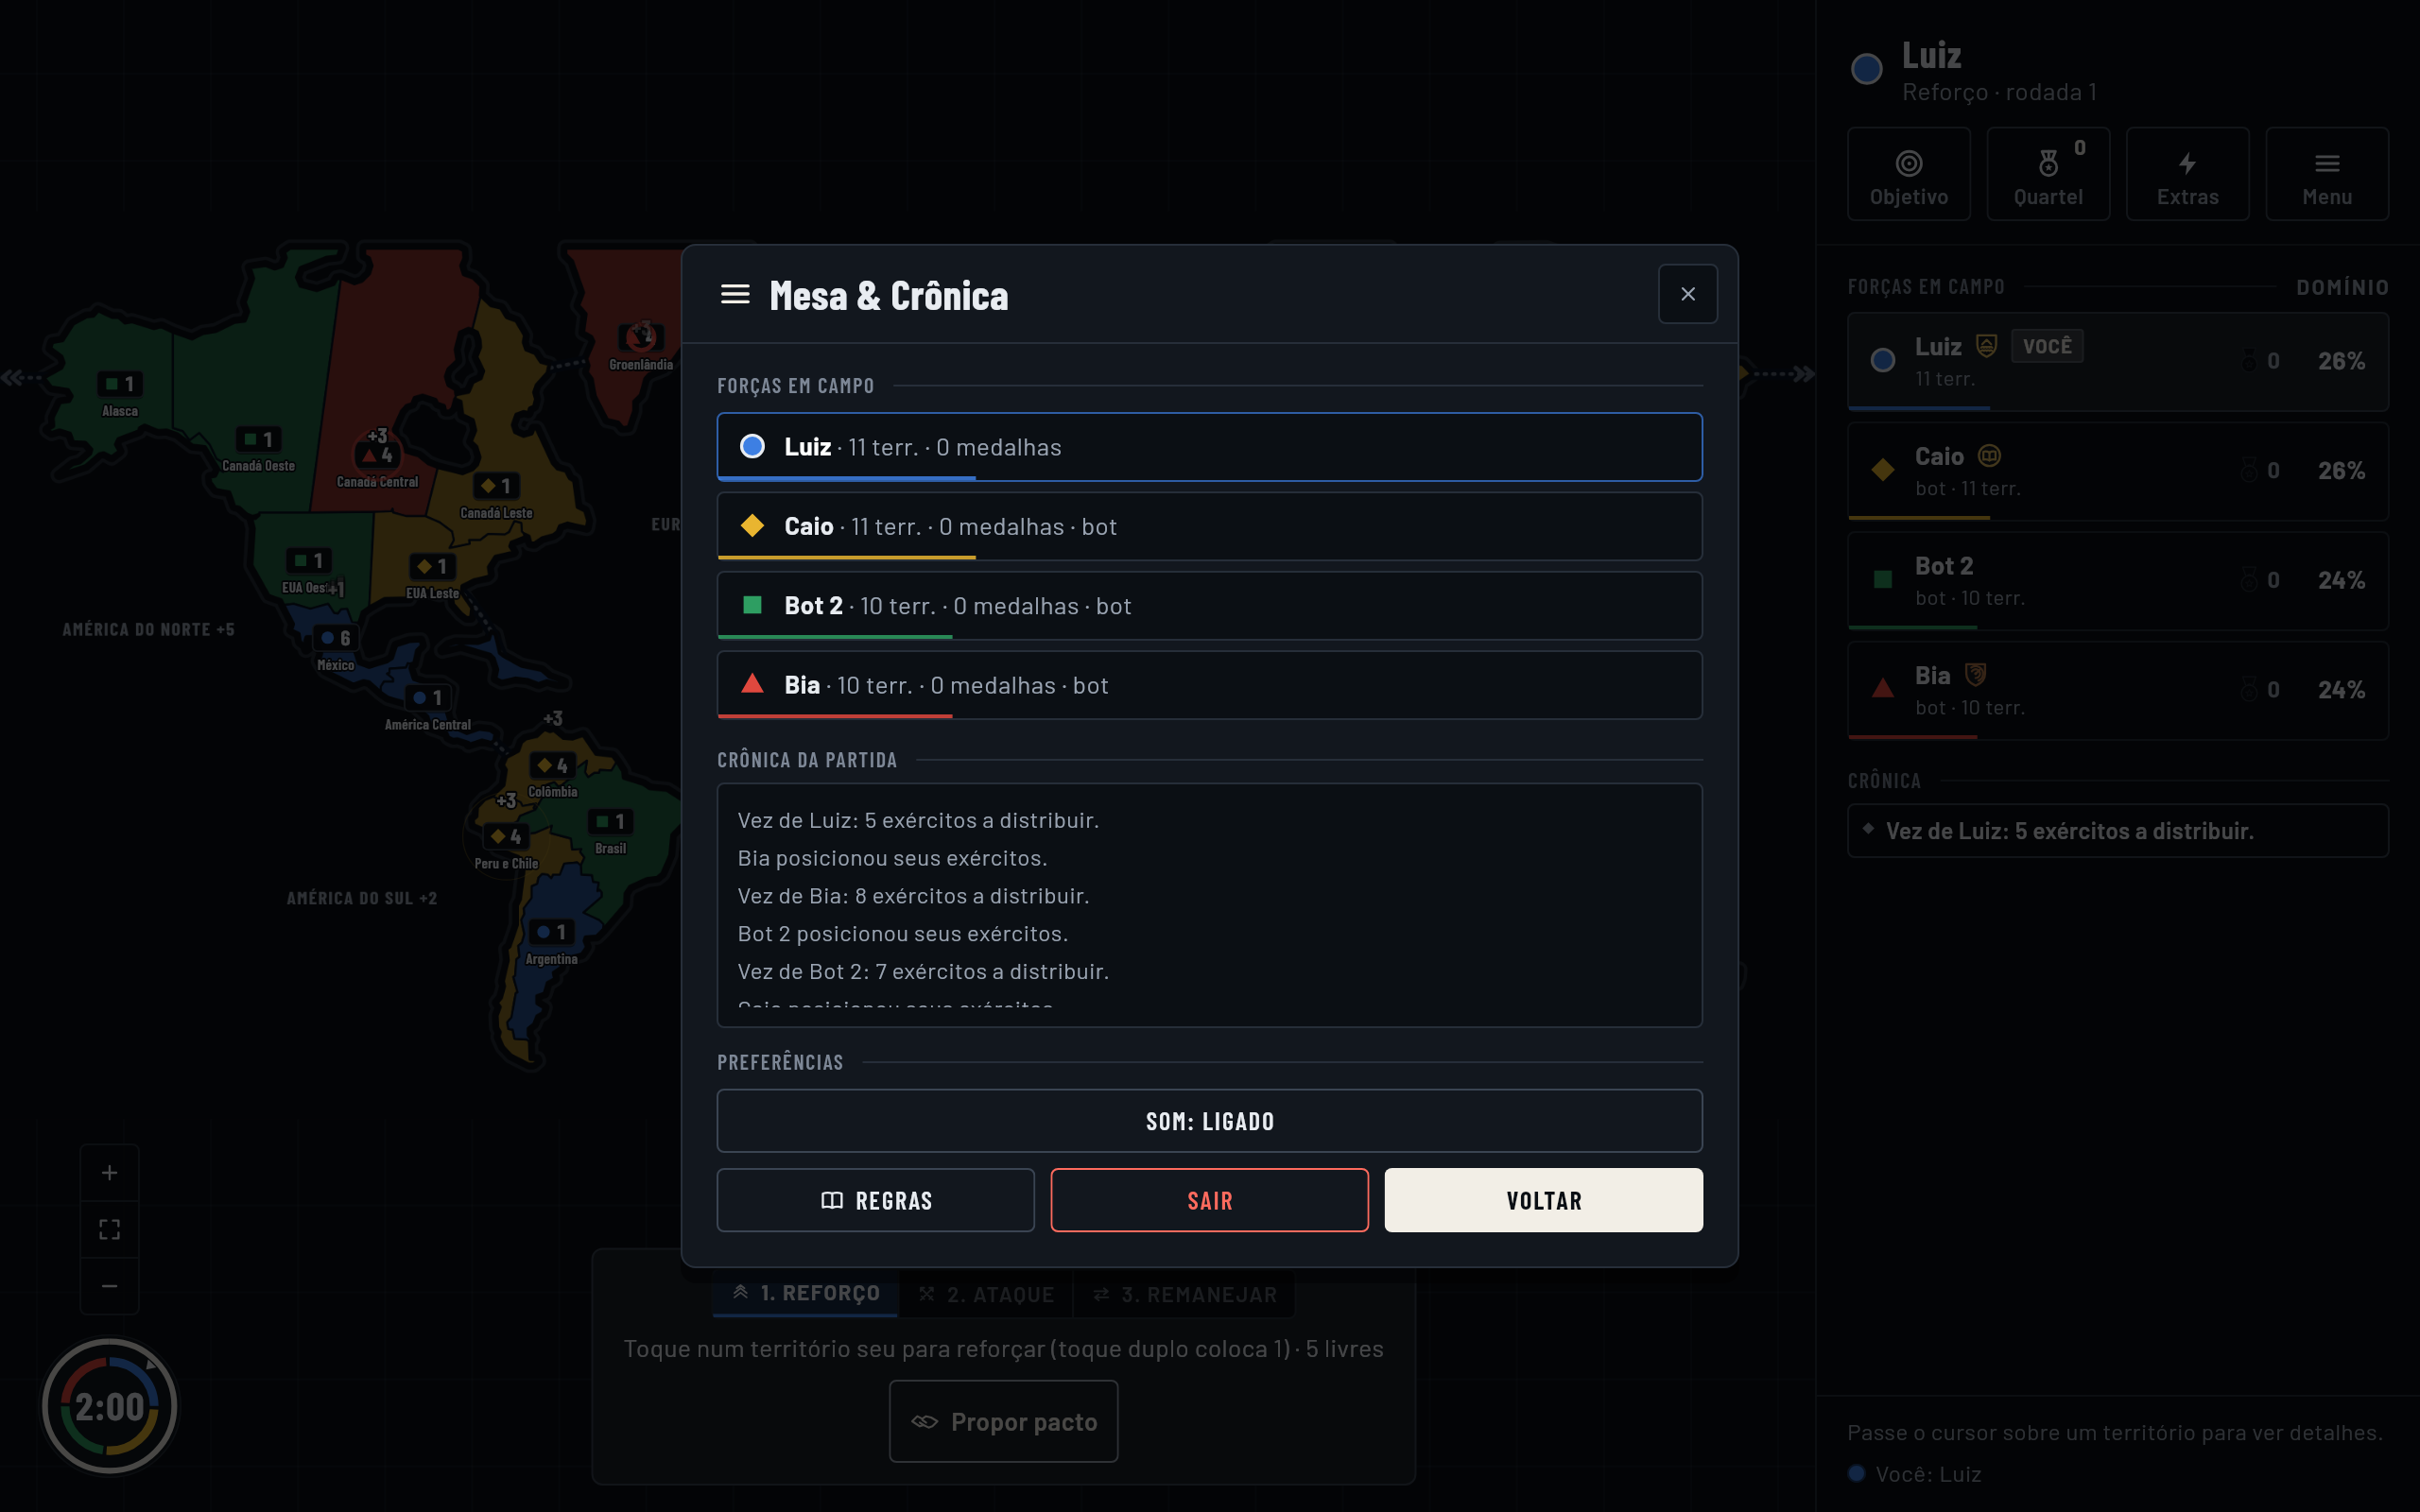 Luiz
Reforço · rodada 1
Objetivo
0
Quartel
Extras
Menu
Mesa & Crônica
FORÇAS EM CAMPO
Luiz · 11 terr. · 0 medalhas
Caio · 11 terr. · 0 medalhas · bot
Bot 2 · 10 terr. · 0 medalhas · bot
Bia · 10 terr. · 0 medalhas · bot
CRÔNICA DA PARTIDA
Vez de Luiz: 5 exércitos a distribuir.
Bia posicionou seus exércitos.
Vez de Bia: 8 exércitos a distribuir.
Bot 2 posicionou seus exércitos.
Vez de Bot 2: 7 exércitos a distribuir.
Caio posicionou seus exércitos.
PREFERÊNCIAS
SOM: LIGADO
REGRAS
SAIR
VOLTAR
FORÇAS EM CAMPO
DOMÍNIO
Luiz VOCÊ
11 terr.
0 26%
Caio
bot · 11 terr.
0 26%
Bot 2
bot · 10 terr.
0 24%
Bia
bot · 10 terr.
0 24%
CRÔNICA
Vez de Luiz: 5 exércitos a distribuir.
+3
Groenlândia
1
Alasca
1
Canadá Oeste
+3
4
Canadá Central
1
Canadá Leste
1
EUA Oes
+1
1
EUA Leste
EUR
AMÉRICA DO NORTE +5
6
México
1
América Central
+3
4
Colômbia
+3
4
Peru e Chile
1
Brasil
AMÉRICA DO SUL +2
1
Argentina
+
−
2:00
1. REFORÇO
2. ATAQUE
3. REMANEJAR
Toque num território seu para reforçar (toque duplo coloca 1) · 5 livres
Propor pacto
Passe o cursor sobre um território para ver detalhes.
Você: Luiz